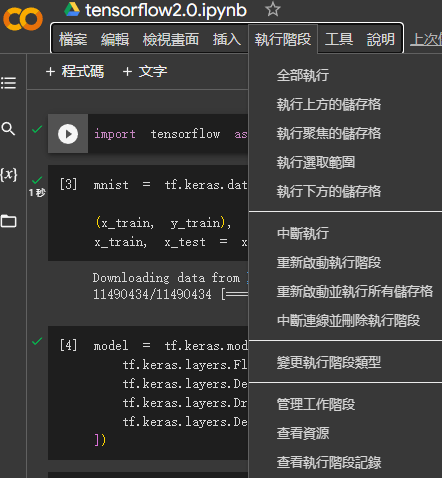 tensorflow2.0.ipynb
檔案 編輯 檢視畫面 插入 執行階段 工具 說明 上次
+ 程式碼 + 文字
全部執行
執行上方的儲存格
執行聚焦的儲存格
執行選取範圍
執行下方的儲存格
中斷執行
重新啟動執行階段
重新啟動並執行所有儲存格
中斷連線並刪除執行階段
變更執行階段類型
管理工作階段
查看資源
查看執行階段記錄
import tensorflow as
{x}
1 秒
[3] mnist = tf.keras.dat
(x_train, y_train),
x_train, x_test = x
Downloading data from
11490434/11490434 [====
[4] model = tf.keras.mod
tf.keras.layers.Fl
tf.keras.layers.De
tf.keras.layers.Dr
tf.keras.layers.De
])